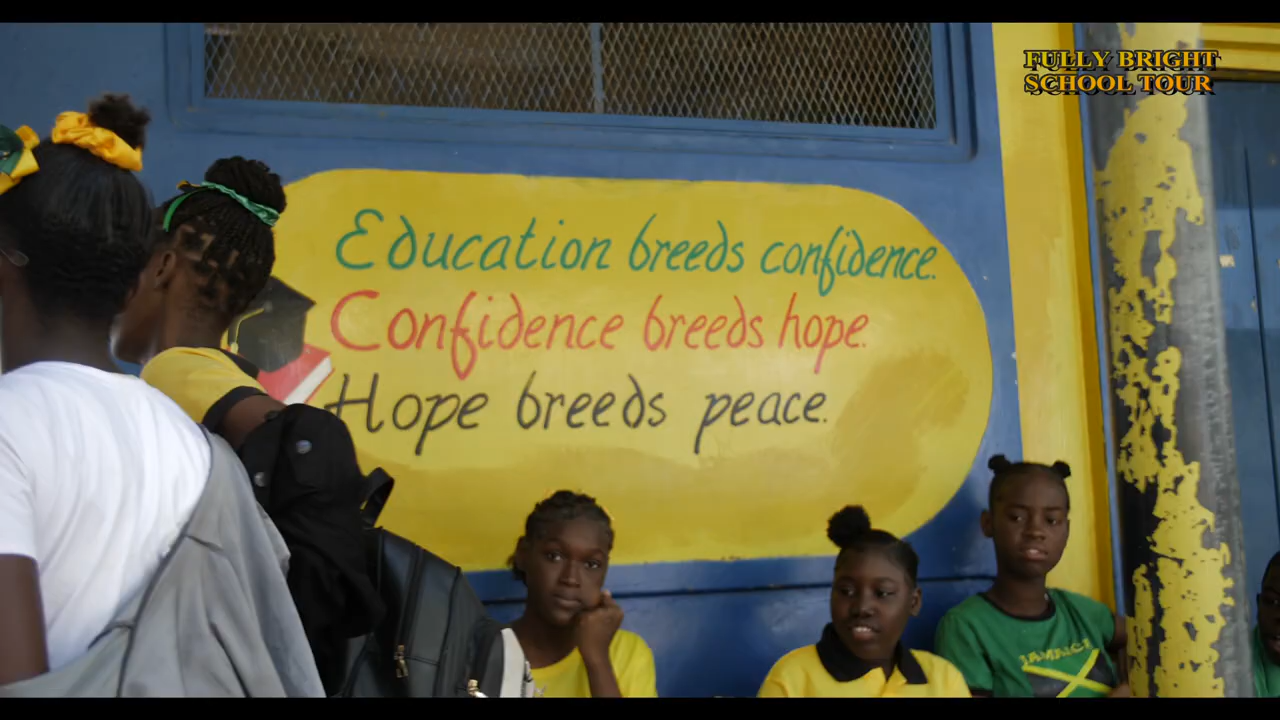 FULLY BRIGHT
SCHOOL TOUR
Education breeds confidence.
Confidence breeds hope.
Hope breeds peace.
JAMAICA